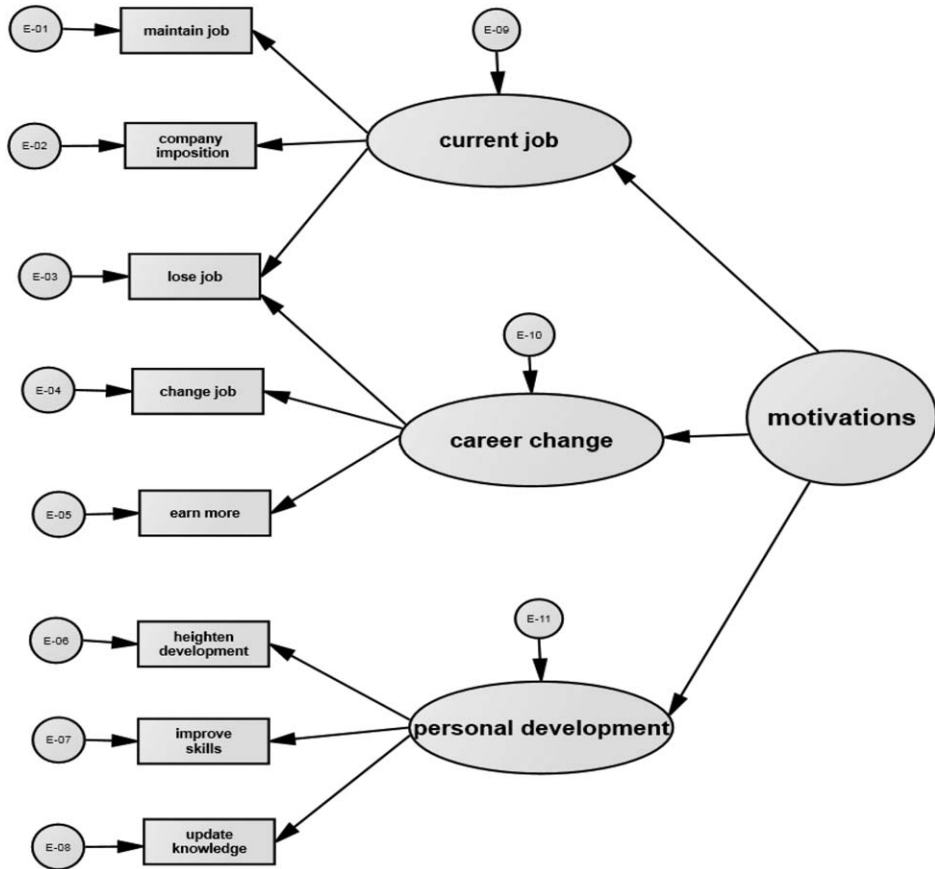 E-01
maintain job
E-09
E-02
company
imposition
current job
E-03
lose job
E-10
E-04
change job
motivations
career change
E-05
earn more
E-11
E-06
heighten
development
personal development
E-07
improve
skills
E-08
update
knowledge